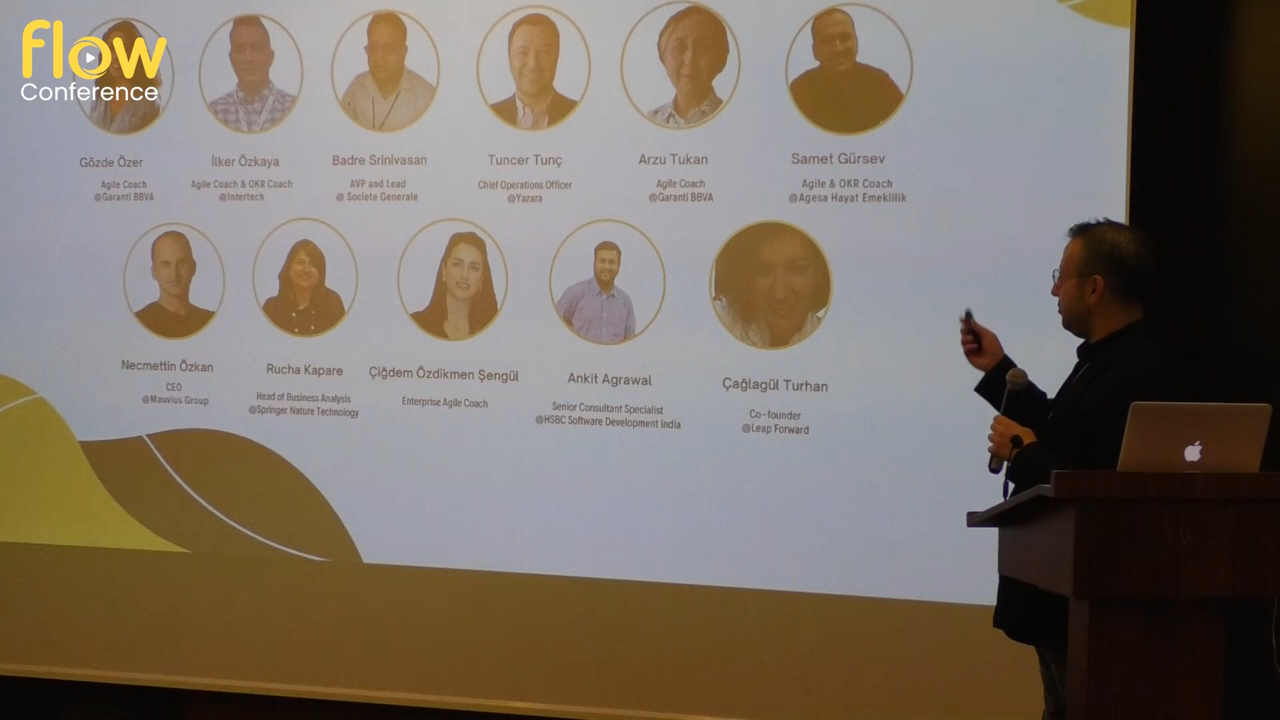 flow
Conference
Gözde Özer
Agile Coach
@Garanti BBVA
İlker Özkaya
Agile Coach & OKR Coach
@Intertech
Badre Srinivasan
AVP and Lead
@ Societe Generale
Tuncer Tunç
Chief Operations Officer
@Yazara
Arzu Tukan
Agile Coach
@Garanti BBVA
Samet Gürsev
Agile & OKR Coach
@Agesa Hayat Emeklilik
Necmettin Özkan
CEO
@Mauvius Group
Rucha Kapare
Head of Business Analysis
@Springer Nature Technology
Çiğdem Özdikmen Şengül
Enterprise Agile Coach
Ankit Agrawal
Senior Consultant Specialist
@HSBC Software Development India
Çağlagül Turhan
Co-founder
@Leap Forward